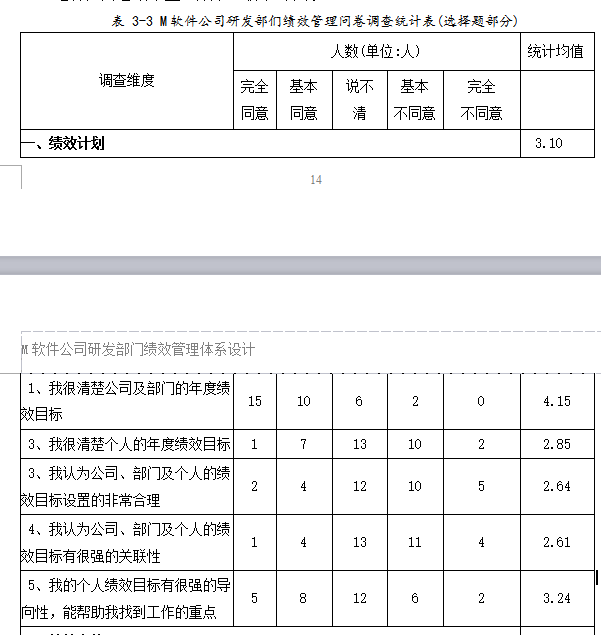 表 3-3 M 软件公司研发部们绩效管理问卷调查统计表(选择题部分)
调查维度 人数(单位:人) 统计均值
完全同意 基本同意 说不清 基本不同意 完全不同意
一、绩效计划 3.10
14
M 软件公司研发部门绩效管理体系设计
1、我很清楚公司及部门的年度绩
效目标 15 10 6 2 0 4.15
3、我很清楚个人的年度绩效目标 1 7 13 10 2 2.85
3、我认为公司、部门及个人的绩
效目标设置的非常合理 2 4 12 10 5 2.64
4、我认为公司、部门及个人的绩
效目标有很强的关联性 1 4 13 11 4 2.61
5、我的个人绩效目标有很强的导
向性，能帮助我找到工作的重点 5 8 12 6 2 3.24